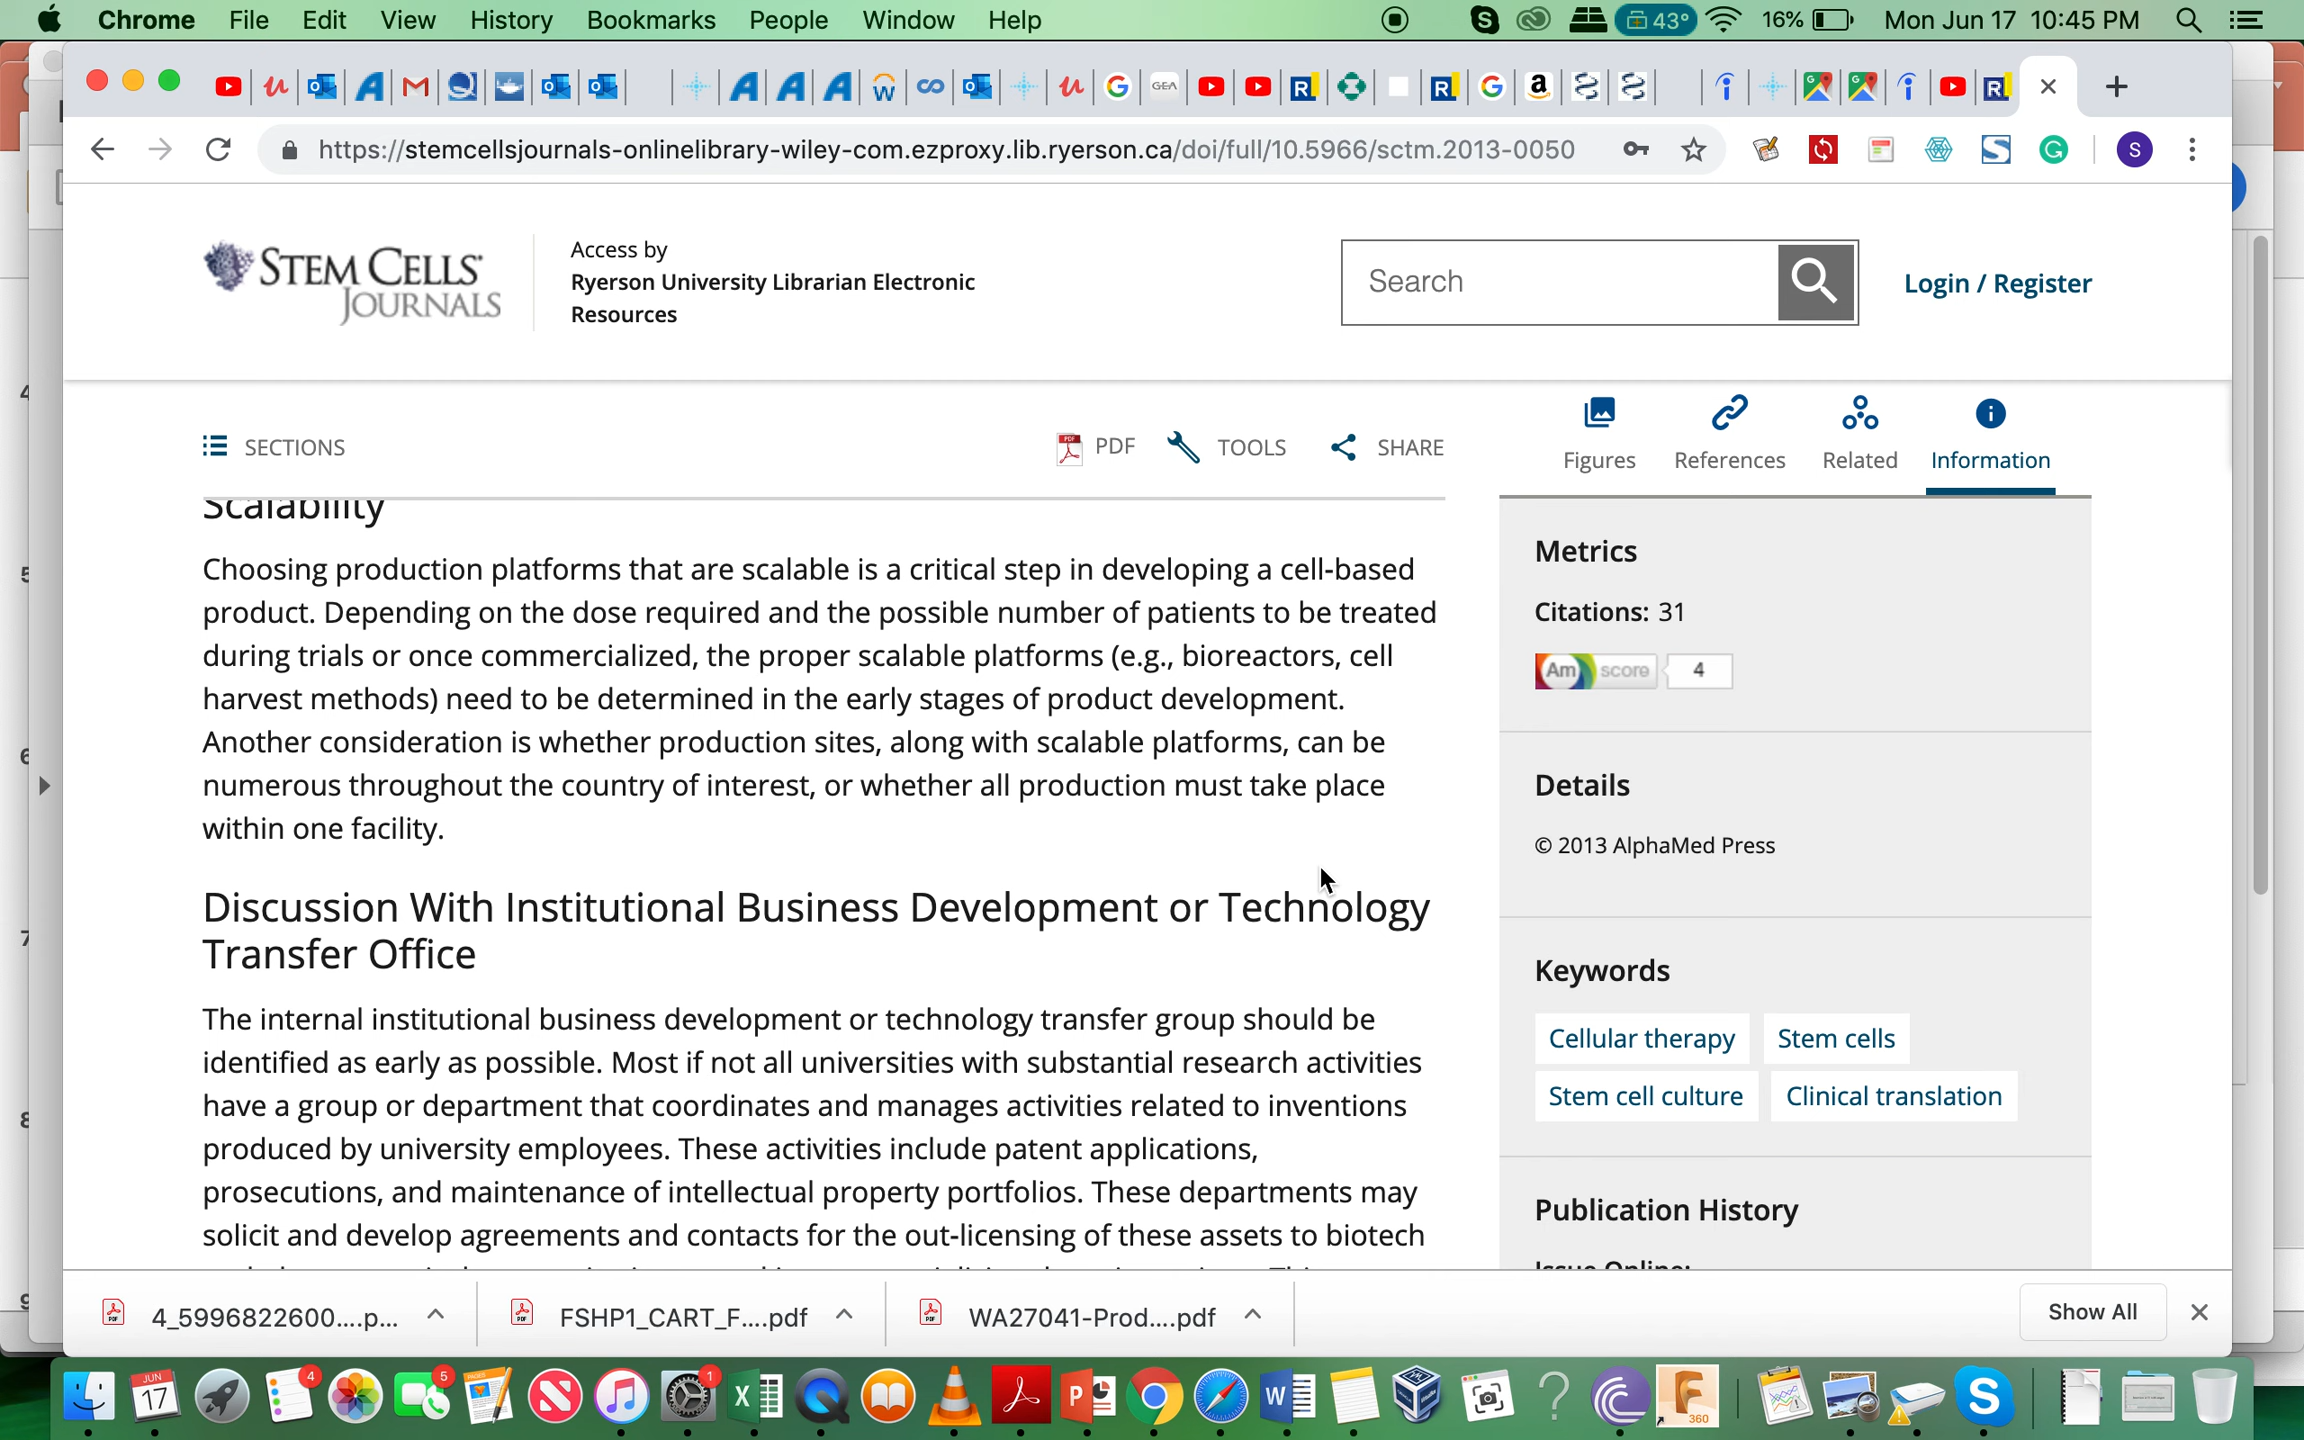 Chrome File Edit View History Bookmarks People Window Help 43° 16% Mon Jun 17 10:45 PM
https://stemcellsjournals-onlinelibrary-wiley-com.ezproxy.lib.ryerson.ca/doi/full/10.5966/sctm.2013-0050 S
STEM CELLS
JOURNALS
Access by
Ryerson University Librarian Electronic
Resources
Search
Login / Register
SECTIONS
PDF TOOLS SHARE
Figures References Related Information
Scalability
Choosing production platforms that are scalable is a critical step in developing a cell-based
product. Depending on the dose required and the possible number of patients to be treated
during trials or once commercialized, the proper scalable platforms (e.g., bioreactors, cell
harvest methods) need to be determined in the early stages of product development.
Another consideration is whether production sites, along with scalable platforms, can be
numerous throughout the country of interest, or whether all production must take place
within one facility.
Discussion With Institutional Business Development or Technology
Transfer Office
The internal institutional business development or technology transfer group should be
identified as early as possible. Most if not all universities with substantial research activities
have a group or department that coordinates and manages activities related to inventions
produced by university employees. These activities include patent applications,
prosecutions, and maintenance of intellectual property portfolios. These departments may
solicit and develop agreements and contacts for the out-licensing of these assets to biotech
Metrics
Citations: 31
Am score 4
Details
© 2013 AlphaMed Press
Keywords
Cellular therapy Stem cells
Stem cell culture Clinical translation
Publication History
Issue Online:
4_5996822600....p... FSHP1_CART_F....pdf WA27041-Prod....pdf Show All
JUN
17
4
5
PAGES
1
360